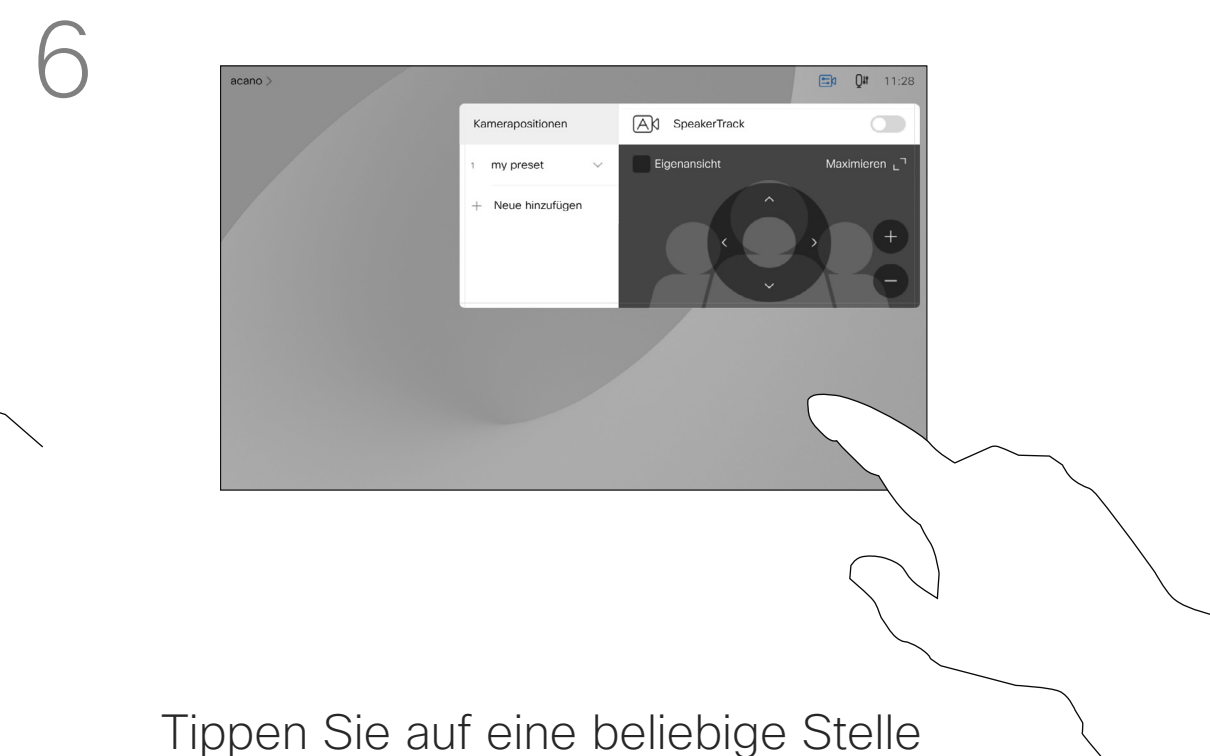 6
acano >
11:28
Kamerapositionen
SpeakerTrack
1 my preset
Eigenansicht
Maximieren
+ Neue hinzufügen
Tippen Sie auf eine beliebige Stelle